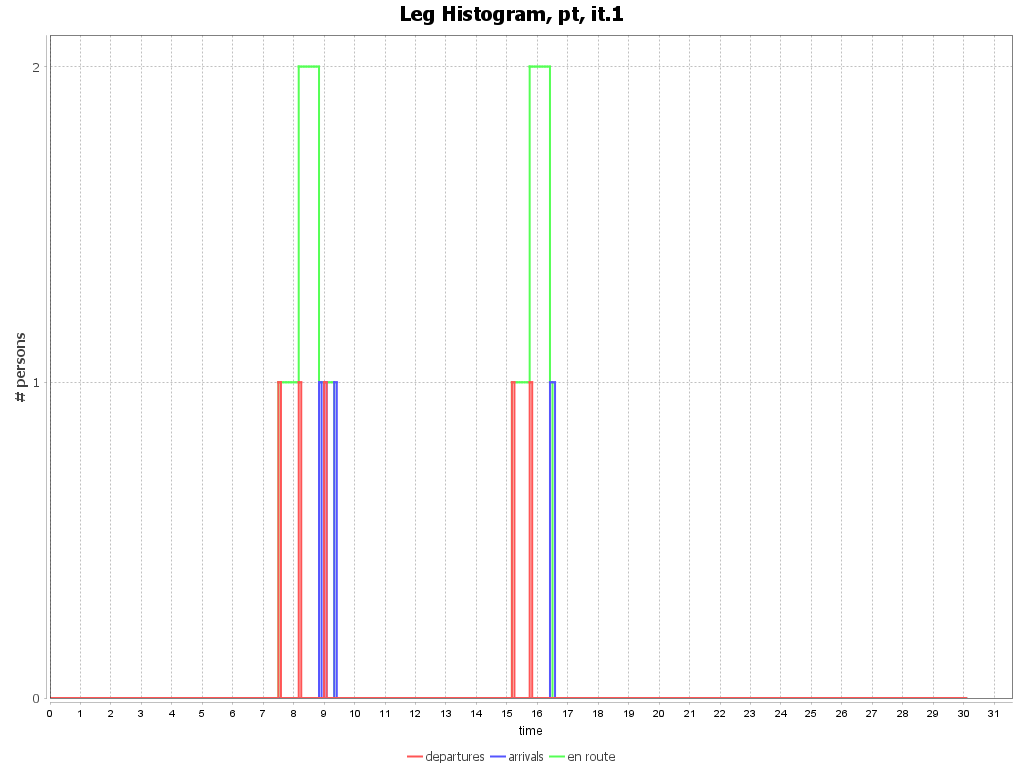 Leg Histogram, pt, it.1
# persons
2
1
0
0 1 2 3 4 5 6 7 8 9 10 11 12 13 14 15 16 17 18 19 20 21 22 23 24 25 26 27 28 29 30 31
time
departures arrivals en route